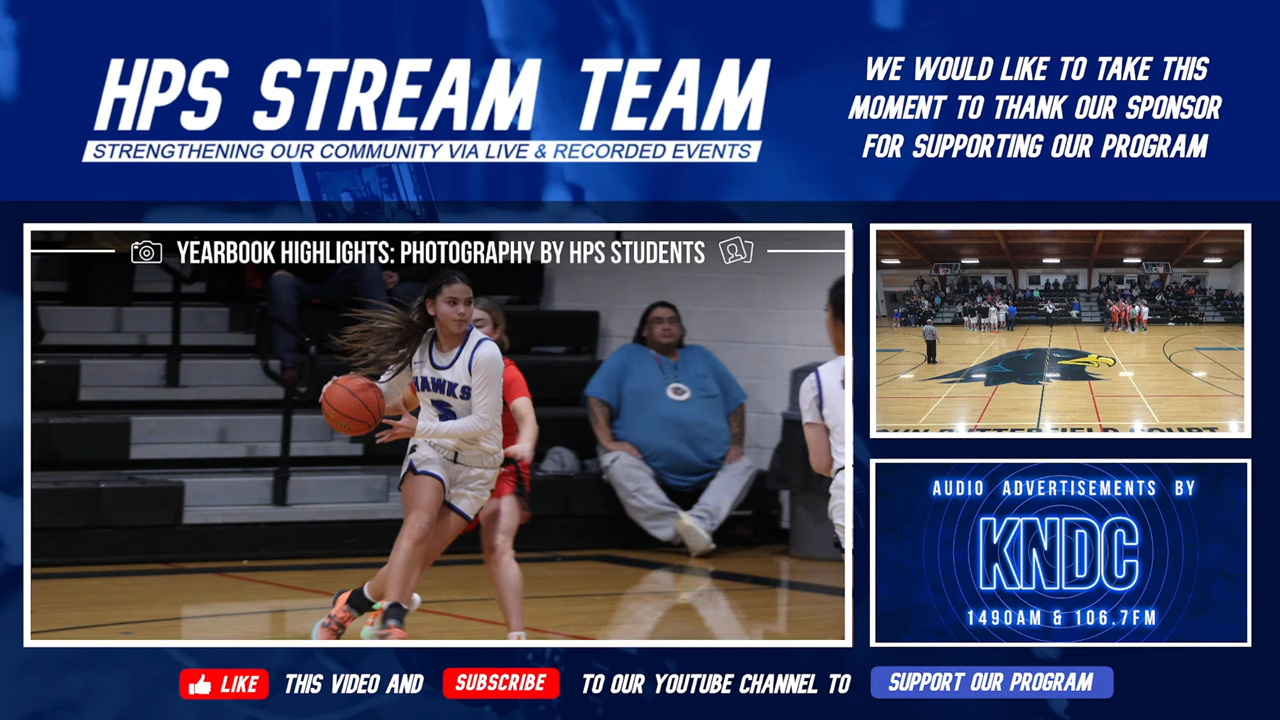 HPS STREAM TEAM
STRENGTHENING OUR COMMUNITY VIA LIVE & RECORDED EVENTS
WE WOULD LIKE TO TAKE THIS
MOMENT TO THANK OUR SPONSOR
FOR SUPPORTING OUR PROGRAM
YEARBOOK HIGHLIGHTS: PHOTOGRAPHY BY HPS STUDENTS
HAWKS
5
AUDIO ADVERTISEMENTS BY
KNDC
1490AM & 106.7FM
LIKE THIS VIDEO AND SUBSCRIBE TO OUR YOUTUBE CHANNEL TO SUPPORT OUR PROGRAM